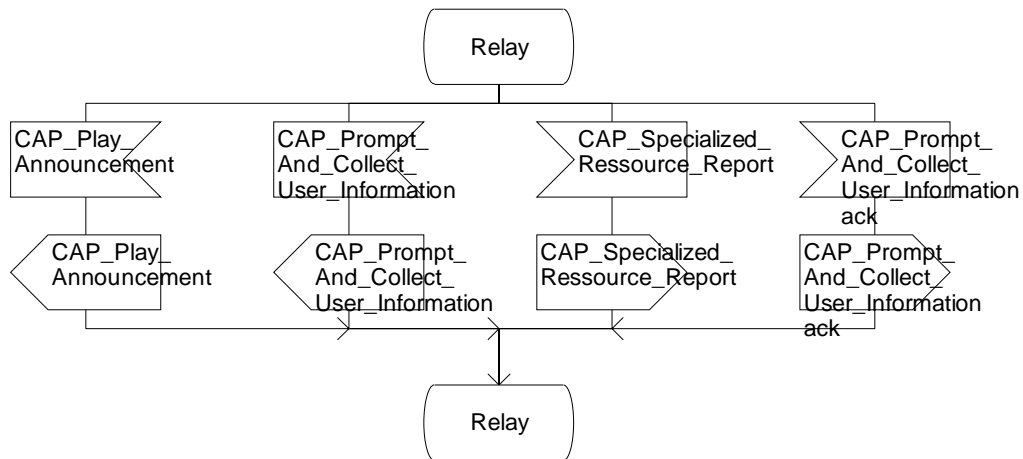 Relay
CAP_Play_
Announcement
CAP_Prompt_
And_Collect_
User_Information
CAP_Specialized_
Ressource_Report
CAP_Prompt_
And_Collect_
User_Information
ack
CAP_Play_
Announcement
CAP_Prompt_
And_Collect_
User_Information
CAP_Specialized_
Ressource_Report
CAP_Prompt_
And_Collect_
User_Information
ack
Relay